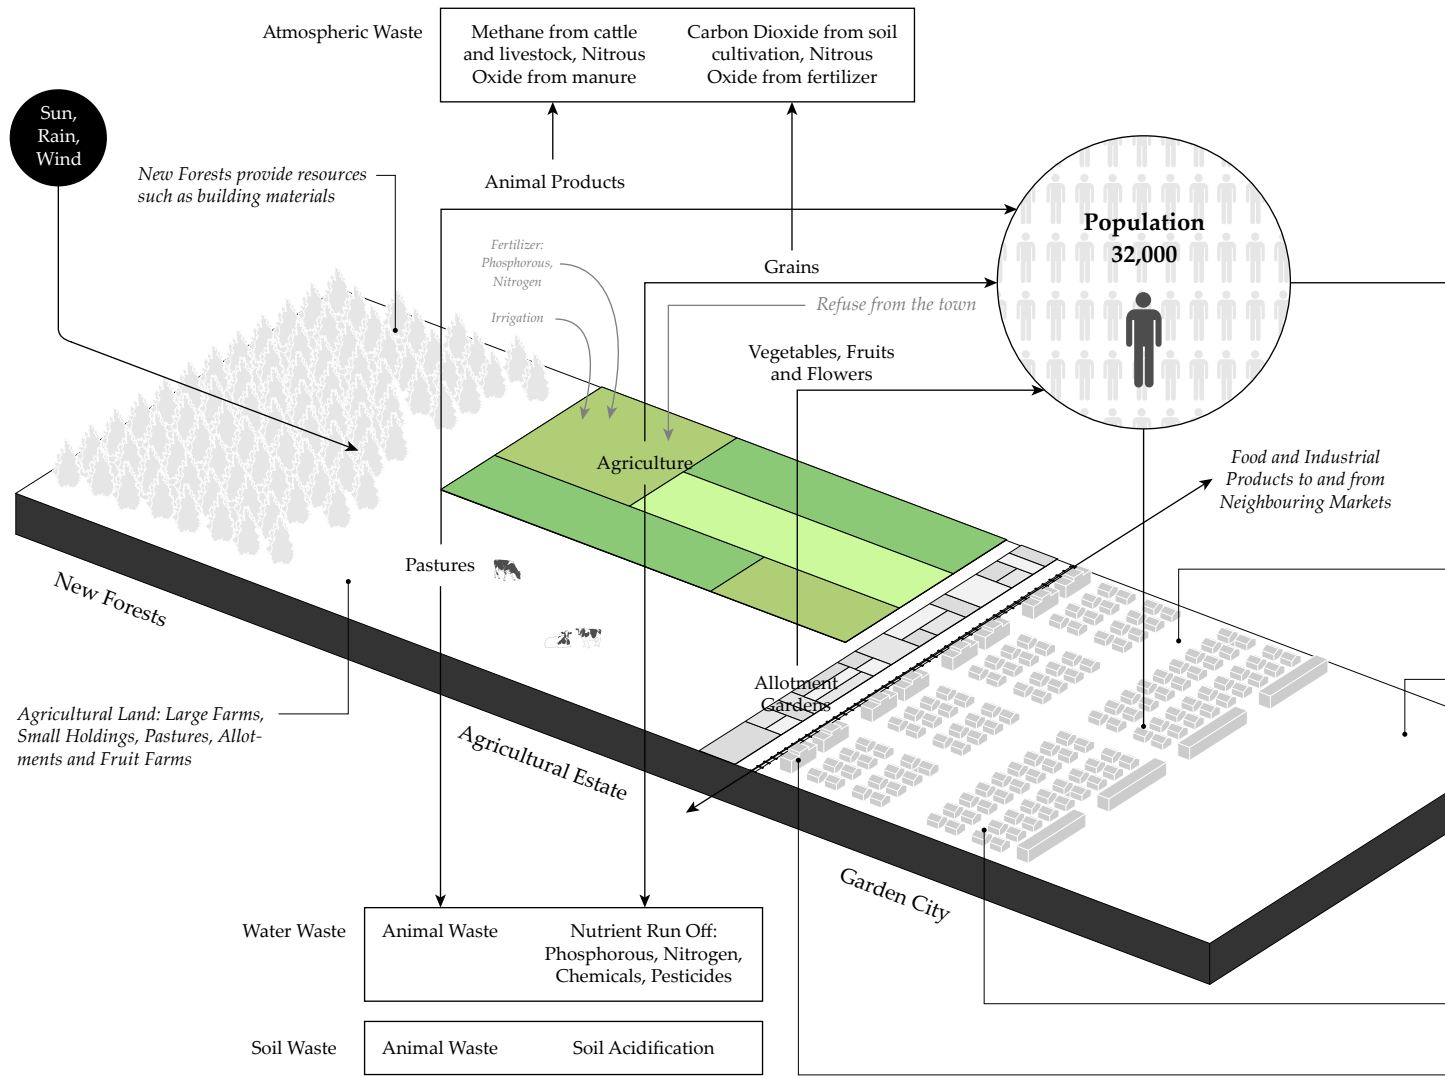 Atmospheric Waste
Methane from cattle
and livestock, Nitrous
Oxide from manure
Carbon Dioxide from soil
cultivation, Nitrous
Oxide from fertilizer
Sun,
Rain,
Wind
New Forests provide resources
such as building materials
Animal Products
Population
32,000
Fertilizer:
Phosphorous,
Nitrogen
Grains
Irrigation
Refuse from the town
Vegetables, Fruits
and Flowers
Agriculture
Food and Industrial
Products to and from
Neighbouring Markets
Pastures
New Forests
Allotment
Gardens
Agricultural Land: Large Farms,
Small Holdings, Pastures, Allot-
ments and Fruit Farms
Agricultural Estate
Garden City
Water Waste
Animal Waste
Nutrient Run Off:
Phosphorous, Nitrogen,
Chemicals, Pesticides
Soil Waste
Animal Waste
Soil Acidification